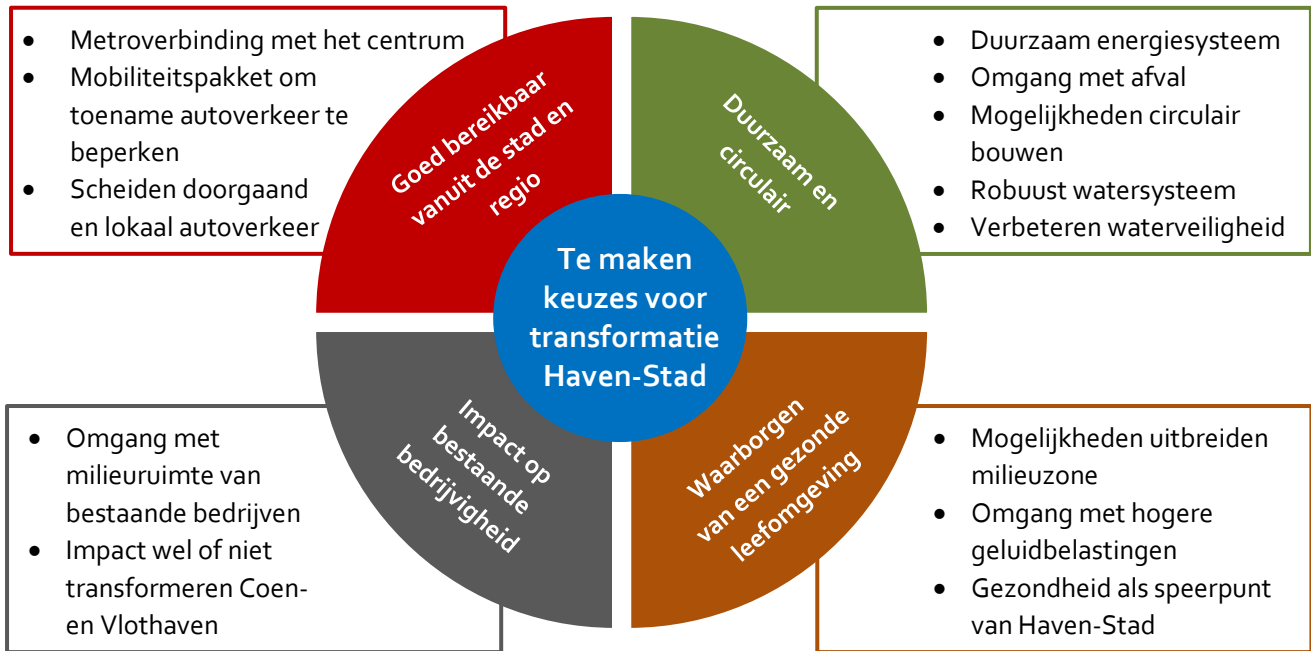 • Metroverbinding met het centrum
• Mobiliteitspakket om
toename autoverkeer te
beperken
• Scheiden doorgaand
en lokaal autoverkeer
Goed bereikbaar
vanuit de stad en
regio
Duurzaam en
circulair
• Duurzaam energiesysteem
• Omgang met afval
• Mogelijkheden circulair
bouwen
• Robuust watersysteem
• Verbeteren waterveiligheid
Te maken
keuzes voor
transformatie
Haven-Stad
• Omgang met
milieuruimte van
bestaande bedrijven
• Impact wel of niet
transformeren Coen-
en Vlothaven
Impact op
bestaande
bedrijvigheid
Waarborgen
van een gezonde
leefomgeving
• Mogelijkheden uitbreiden
milieuzone
• Omgang met hogere
geluidbelastingen
• Gezondheid als speerpunt
van Haven-Stad